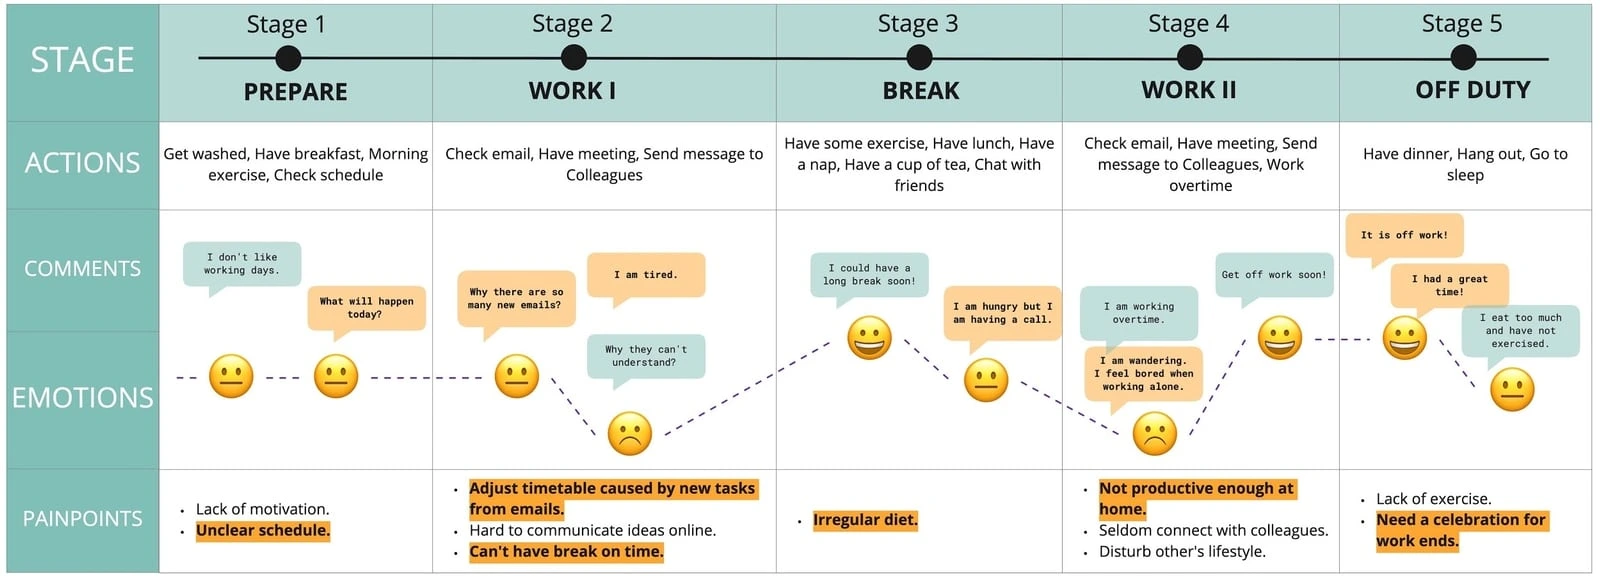 STAGE
Stage 1
Stage 2
Stage 3
Stage 4
Stage 5
PREPARE
WORK I
BREAK
WORK II
OFF DUTY
ACTIONS
Get washed, Have breakfast, Morning
exercise, Check schedule
Check email, Have meeting, Send message to
Colleagues
Have some exercise, Have lunch, Have
a nap, Have a cup of tea, Chat with
friends
Check email, Have meeting, Send
message to Colleagues, Work
overtime
Have dinner, Hang out, Go to
sleep
COMMENTS
I don't like
working days.
What will happen
today?
Why there are so
many new emails?
I am tired.
Why they can't
understand?
I could have a
long break soon!
I am hungry but I
am having a call.
I am working
overtime.
I am wandering.
I feel bored when
working alone.
Get off work soon!
It is off work!
I had a great
time!
I eat too much
and have not
exercised.
EMOTIONS
PAINPOINTS
• Lack of motivation.
• Unclear schedule.
• Adjust timetable caused by new tasks
from emails.
• Hard to communicate ideas online.
• Can't have break on time.
• Irregular diet.
• Not productive enough at
home.
• Seldom connect with colleagues.
• Disturb other's lifestyle.
• Lack of exercise.
• Need a celebration for
work ends.